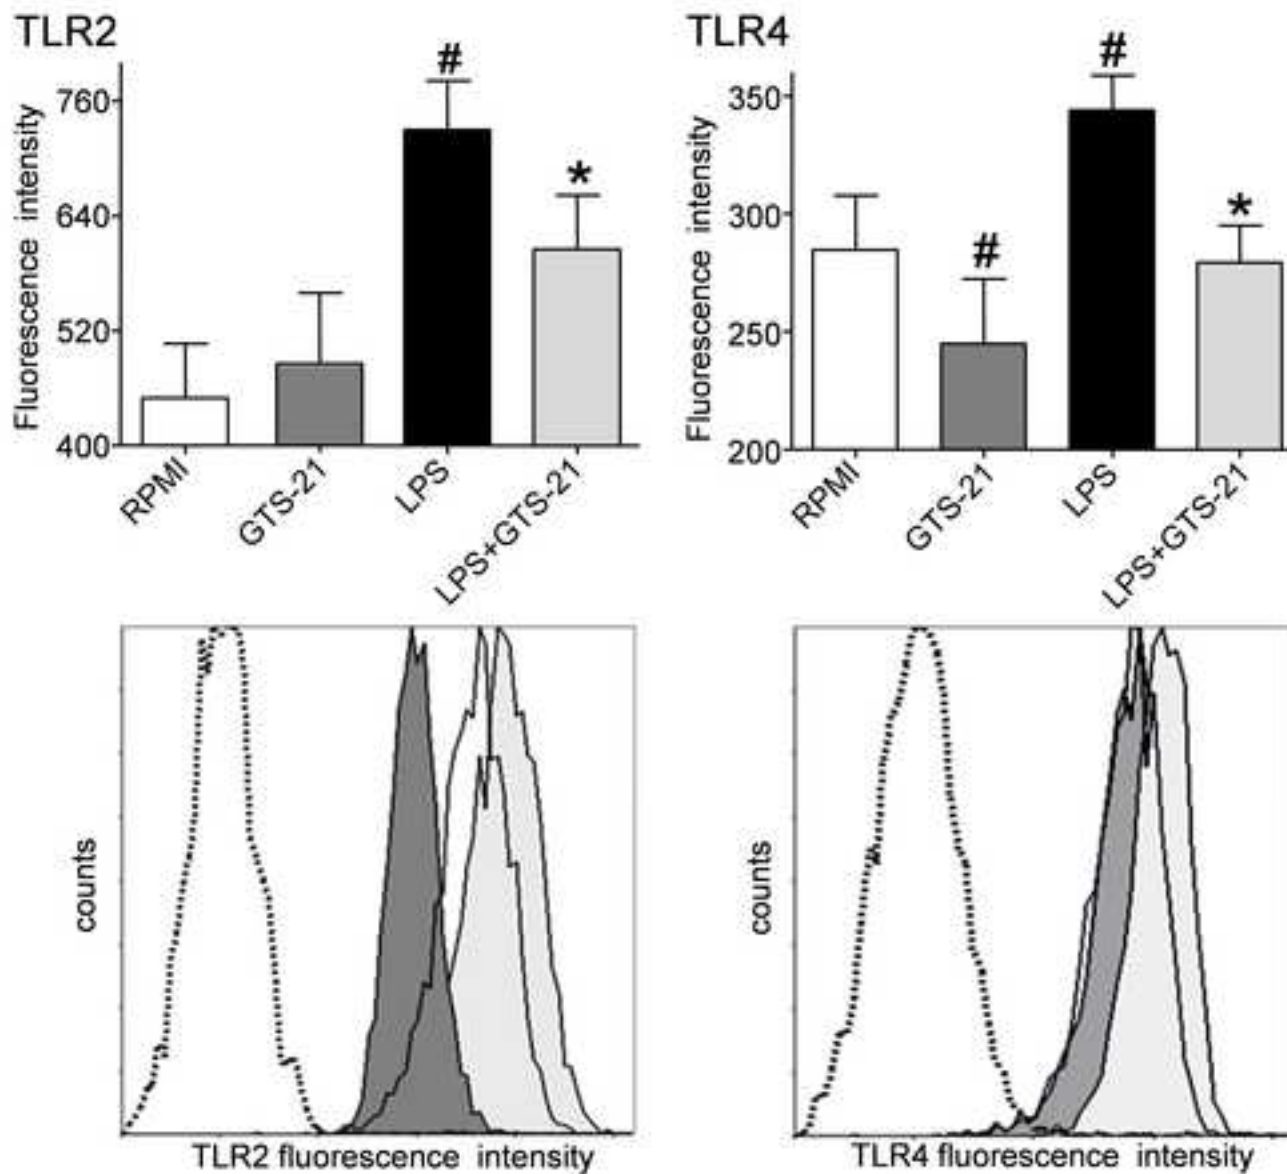 TLR2
Fluorescence intensity
760
640
520
400
#
*
RPMI
GTS-21
LPS
LPS+GTS-21
TLR4
Fluorescence intensity
350
300
250
200
#
#
*
RPMI
GTS-21
LPS
LPS+GTS-21
counts
TLR2 fluorescence intensity
counts
TLR4 fluorescence intensity